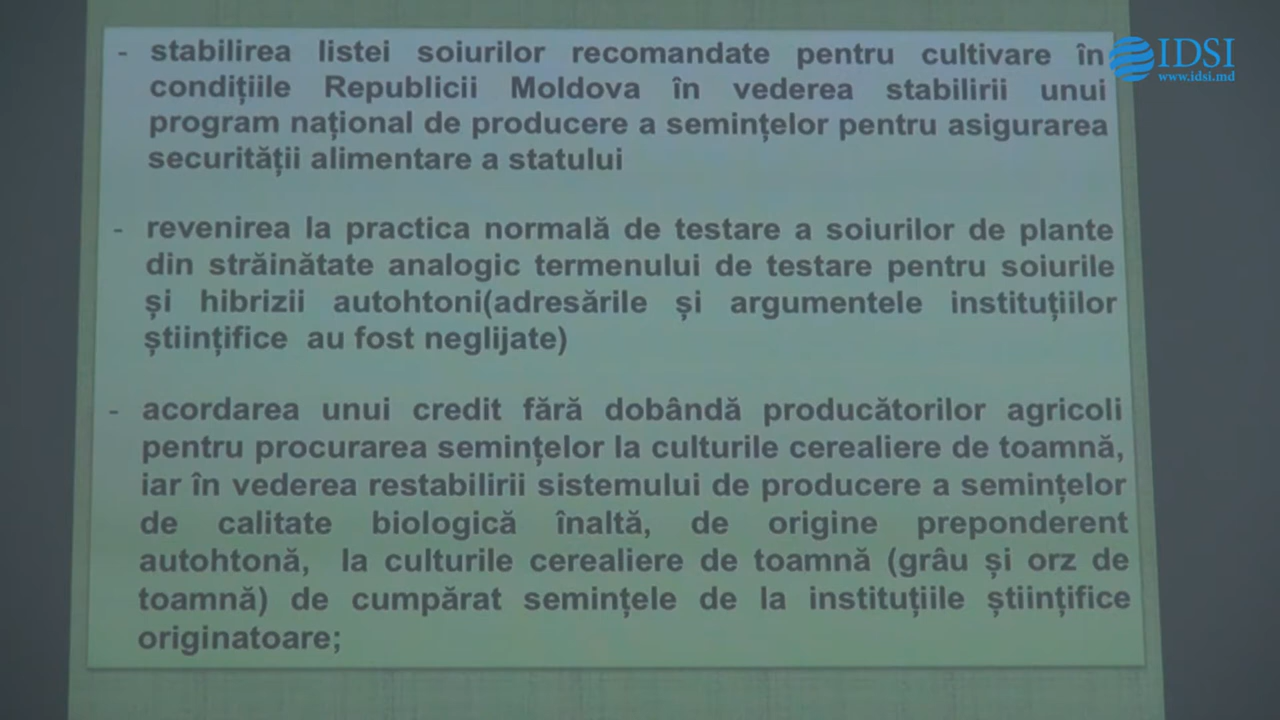 - stabilirea listei soiurilor recomandate pentru cultivare în
condițiile Republicii Moldova în vederea stabilirii unui
program național de producere a semințelor pentru asigurarea
securității alimentare a statului
- revenirea la practica normală de testare a soiurilor de plante
din străinătate analogic termenului de testare pentru soiurile
și hibrizii autohtoni(adresările și argumentele instituțiilor
științifice au fost neglijate)
- acordarea unui credit fără dobândă producătorilor agricoli
pentru procurarea semințelor la culturile cerealiere de toamnă,
iar în vederea restabilirii sistemului de producere a semințelor
de calitate biologică înaltă, de origine preponderent
autohtonă, la culturile cerealiere de toamnă (grâu și orz de
toamnă) de cumpărat semințele de la instituțiile științifice
originatoare;
IDSI
www.idsi.md